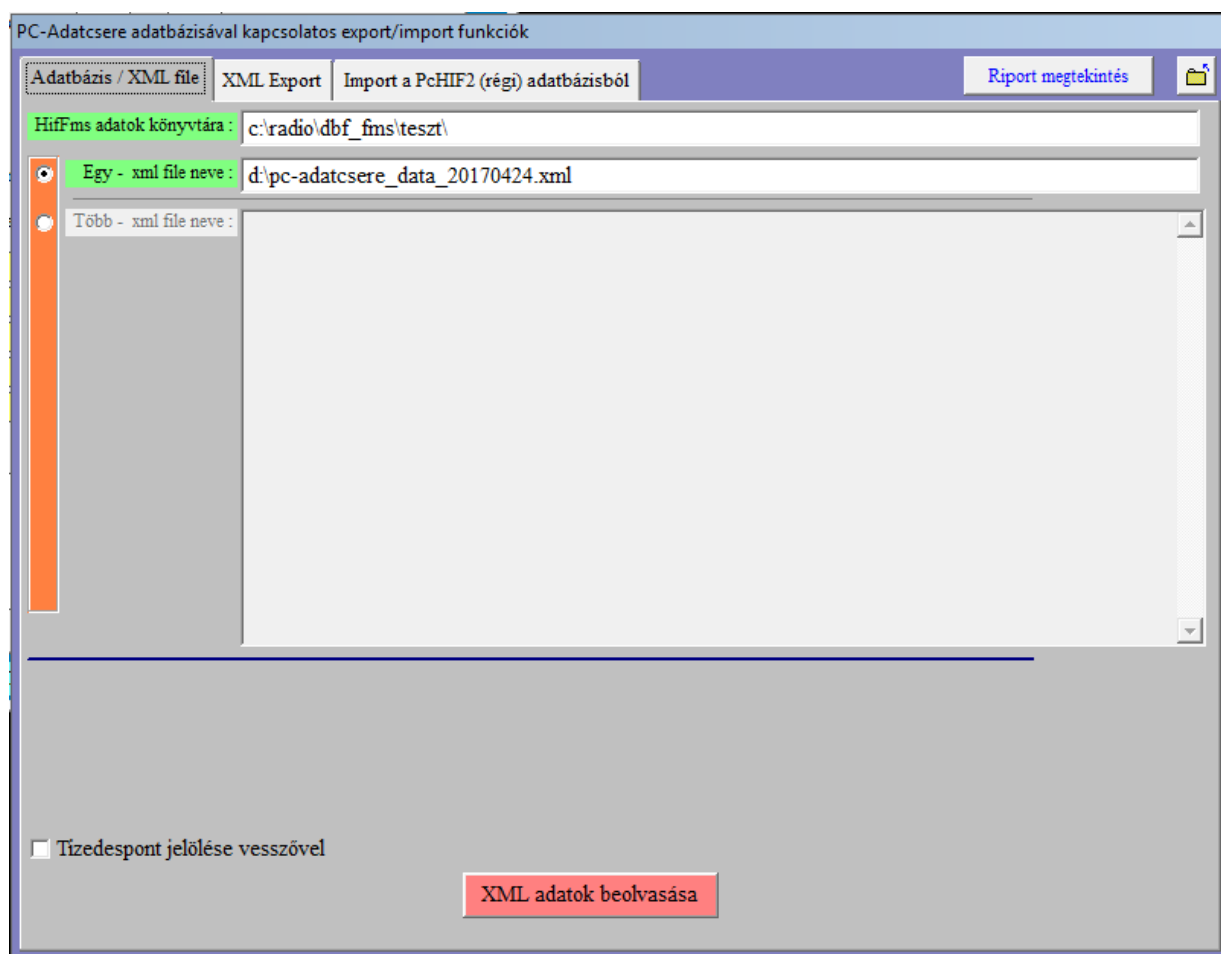 PC-Adatcsere adatbázisával kapcsolatos export/import funkciók
Adatbázis / XML file XML Export Import a PcHIF2 (régi) adatbázisból Riport megtekintés
HifFms adatok könyvtára : c:\radio\dbf_fms\teszt\
Egy - xml file neve : d:\pc-adatcsere_data_20170424.xml
Több - xml file neve :
Tizedespont jelölése vesszővel
XML adatok beolvasása